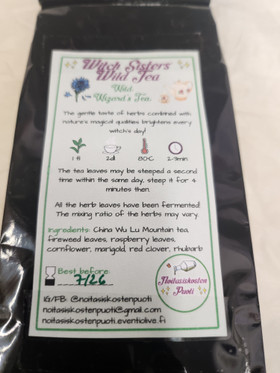 Witch Sisters'
Wild Tea
Wild
Wizard's Tea
The gentle taste of herbs combined with
nature's magical qualities brightens every
witch's day!
1 tl
2dl
80°C
2-4min
The tea leaves may be steeped a second
time within the same day, steep it for 4
minutes then.
All the herb leaves have been fermented!
The mixing ratio of the herbs may vary.
Ingredients: China Wu Lu Mountain tea,
fireweed leaves, raspberry leaves,
cornflower, marigold, red clover, rhubarb
Best before:
7/26
IG/FB: @noitasiskostenpuoti
noitasiskostenpuoti@gmail.com
noitasiskostenpuoti.eventiolive.fi
Noitasiskosten
Puoti